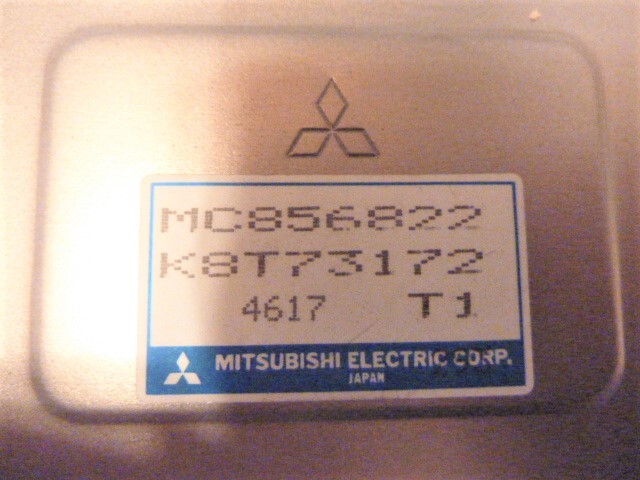 MC856822
K8T73172
4617 T1
MITSUBISHI ELECTRIC CORP.
JAPAN